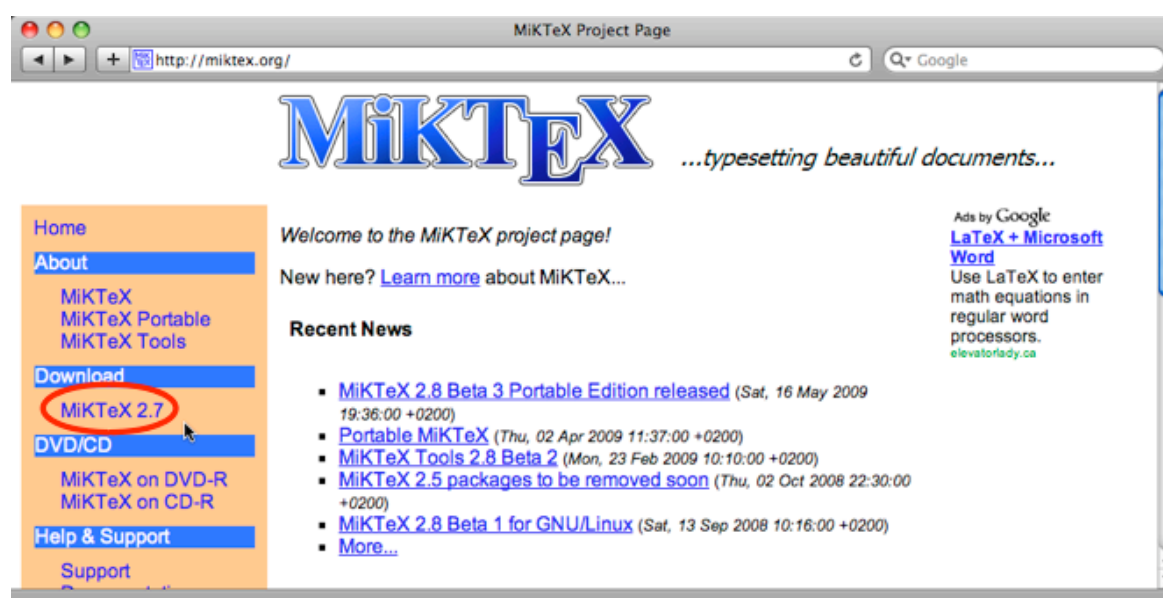 MiKTeX Project Page
http://miktex.org/
Google
MiKTeX
...typesetting beautiful documents...
Home
About
MiKTeX
MiKTeX Portable
MiKTeX Tools
Download
MiKTeX 2.7
DVD/CD
MiKTeX on DVD-R
MiKTeX on CD-R
Help & Support
Support
Welcome to the MiKTeX project page!
New here? Learn more about MiKTeX...
Recent News
MiKTeX 2.8 Beta 3 Portable Edition released (Sat, 16 May 2009
19:36:00 +0200)
Portable MiKTeX (Thu, 02 Apr 2009 11:37:00 +0200)
MiKTeX Tools 2.8 Beta 2 (Mon, 23 Feb 2009 10:10:00 +0200)
MiKTeX 2.5 packages to be removed soon (Thu, 02 Oct 2008 22:30:00
+0200)
MiKTeX 2.8 Beta 1 for GNU/Linux (Sat, 13 Sep 2008 10:16:00 +0200)
More...
Ads by Google
LaTeX + Microsoft
Word
Use LaTeX to enter
math equations in
regular word
processors.
elevatorlady.ca